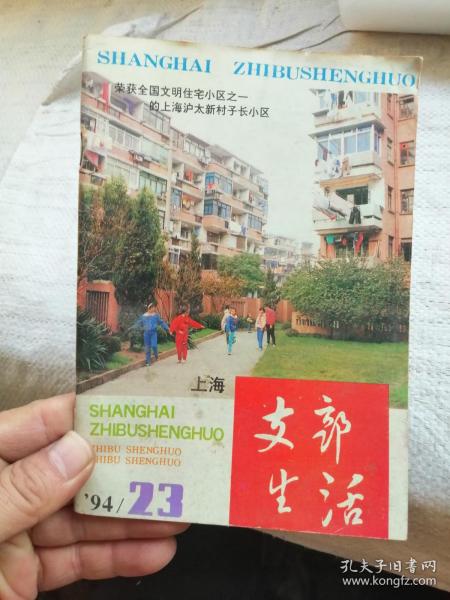 SHANGHAI ZHIBUSHENGHUO
荣获全国文明住宅小区之一
的上海沪太新村子长小区
上海
支部
生活
SHANGHAI
ZHIBUSHENGHUO
ZHIBU SHENGHUO
ZHIBU SHENGHUO
'94/23
孔夫子旧书网
www.kongfz.com